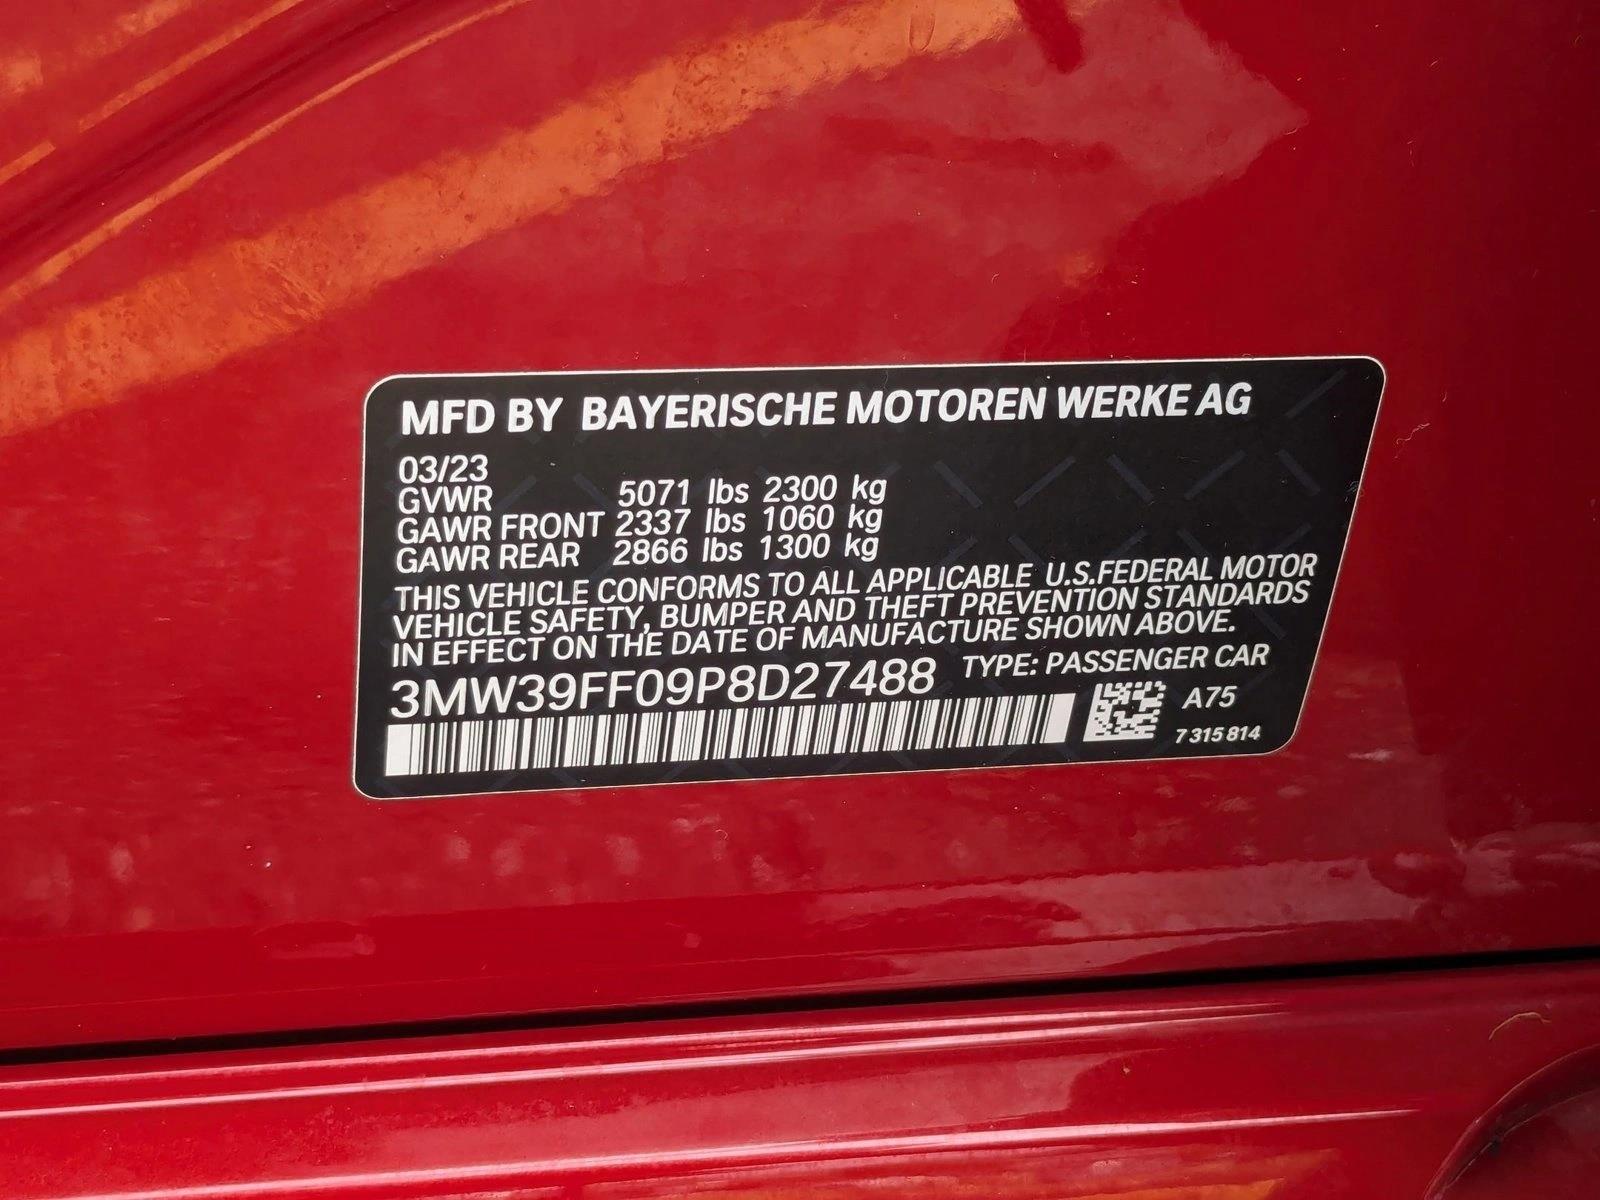 MFD BY BAYERISCHE MOTOREN WERKE AG
03/23
GVWR 5071 lbs 2300 kg
GAWR FRONT 2337 lbs 1060 kg
GAWR REAR 2866 lbs 1300 kg
THIS VEHICLE CONFORMS TO ALL APPLICABLE U.S.FEDERAL MOTOR
VEHICLE SAFETY, BUMPER AND THEFT PREVENTION STANDARDS
IN EFFECT ON THE DATE OF MANUFACTURE SHOWN ABOVE.
3MW39FF09P8D27488 TYPE: PASSENGER CAR
A75
7 315 814